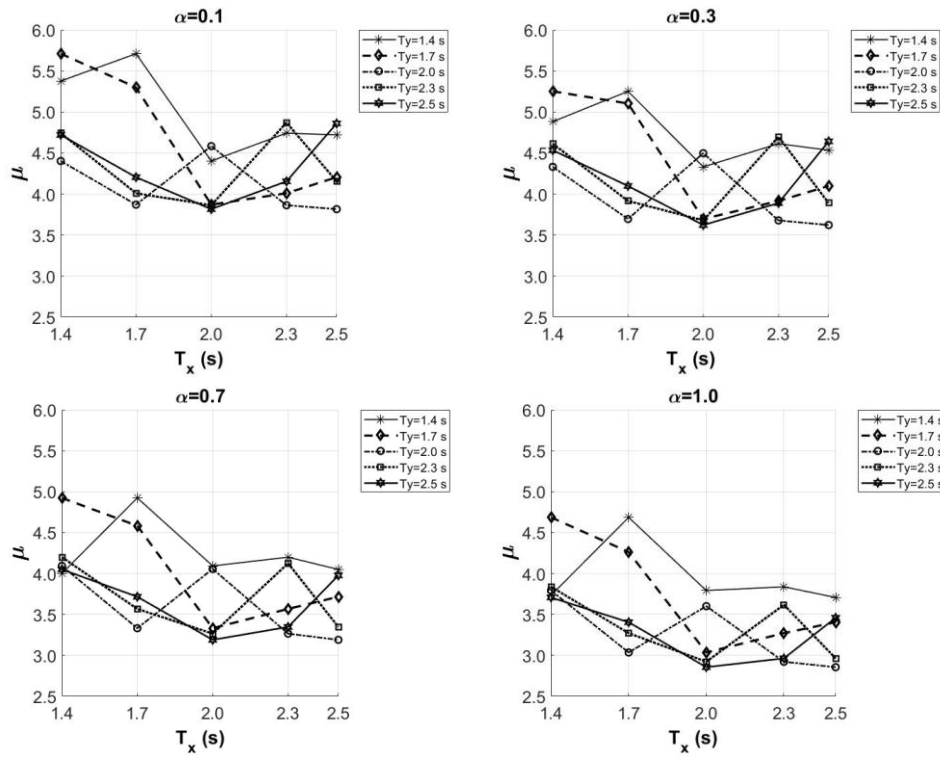 α=0.1
6.0
5.5
5.0
4.5
4.0
3.5
3.0
2.5
μ
1.4 1.7 2.0 2.3 2.5
T_x (s)
Ty=1.4 s
Ty=1.7 s
Ty=2.0 s
Ty=2.3 s
Ty=2.5 s
α=0.3
6.0
5.5
5.0
4.5
4.0
3.5
3.0
2.5
μ
1.4 1.7 2.0 2.3 2.5
T_x (s)
Ty=1.4 s
Ty=1.7 s
Ty=2.0 s
Ty=2.3 s
Ty=2.5 s
α=0.7
6.0
5.5
5.0
4.5
4.0
3.5
3.0
2.5
μ
1.4 1.7 2.0 2.3 2.5
T_x (s)
Ty=1.4 s
Ty=1.7 s
Ty=2.0 s
Ty=2.3 s
Ty=2.5 s
α=1.0
6.0
5.5
5.0
4.5
4.0
3.5
3.0
2.5
μ
1.4 1.7 2.0 2.3 2.5
T_x (s)
Ty=1.4 s
Ty=1.7 s
Ty=2.0 s
Ty=2.3 s
Ty=2.5 s